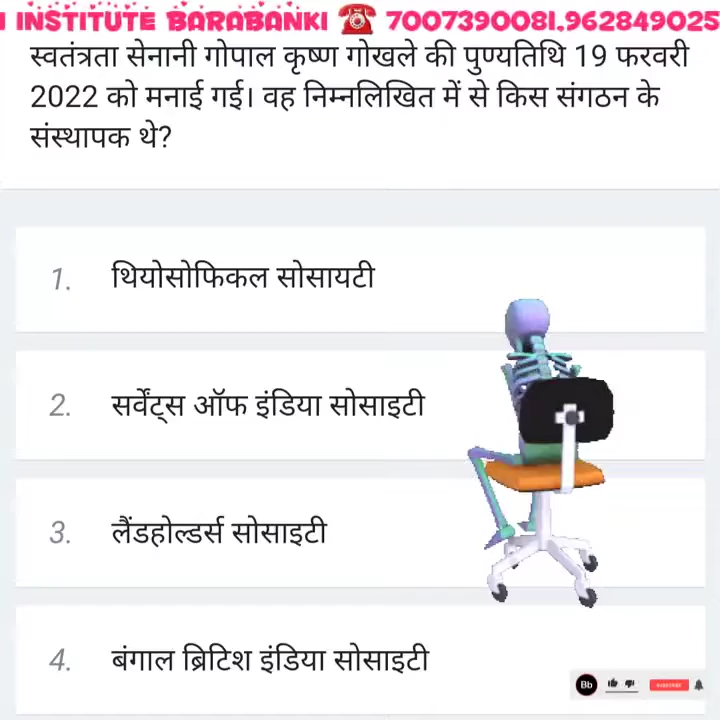 INSTITUTE BARABANKI ☎ 7007390081.962849025
स्वतंत्रता सेनानी गोपाल कृष्ण गोखले की पुण्यतिथि 19 फरवरी
2022 को मनाई गई। वह निम्नलिखित में से किस संगठन के
संस्थापक थे?
1. थियोसोफिकल सोसायटी
2. सर्वेंट्स ऑफ इंडिया सोसाइटी
3. लैंडहोल्डर्स सोसाइटी
4. बंगाल ब्रिटिश इंडिया सोसाइटी
Bb SUBSCRIBE